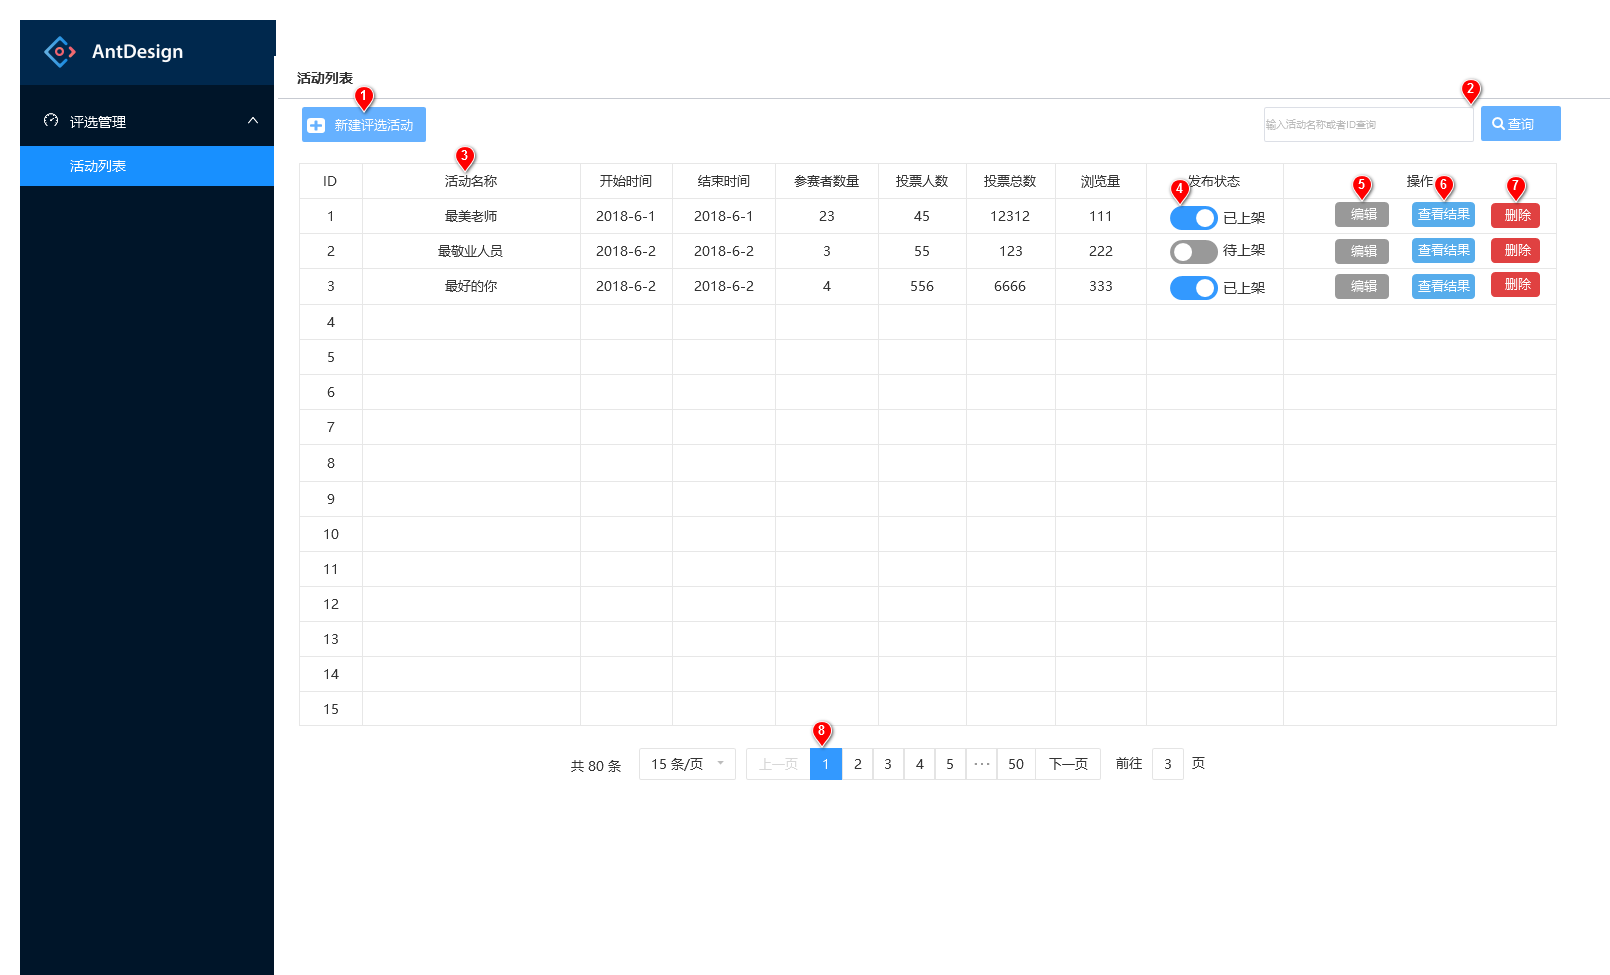 AntDesign
评选管理
活动列表
活动列表
1
新建评选活动
2
输入活动名称或者ID查询
查询
3
ID 活动名称 开始时间 结束时间 参赛者数量 投票人数 投票总数 浏览量 发布状态 操作
4 5 6 7
1 最美老师 2018-6-1 2018-6-1 23 45 12312 111 已上架 编辑 查看结果 删除
2 最敬业人员 2018-6-2 2018-6-2 3 55 123 222 待上架 编辑 查看结果 删除
3 最好的你 2018-6-2 2018-6-2 4 556 6666 333 已上架 编辑 查看结果 删除
4
5
6
7
8
9
10
11
12
13
14
15
8
共 80 条 15 条/页 上一页 1 2 3 4 5 ··· 50 下一页 前往 3 页